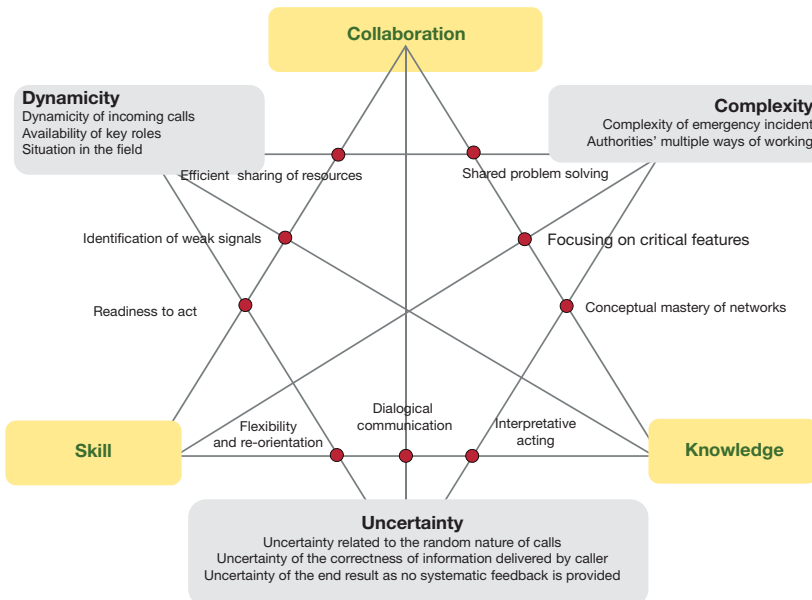 Collaboration
Dynamicity
Dynamicity of incoming calls
Availability of key roles
Situation in the field
Complexity
Complexity of emergency incident
Authorities' multiple ways of working
Efficient sharing of resources
Shared problem solving
Identification of weak signals
Focusing on critical features
Readiness to act
Conceptual mastery of networks
Flexibility
and re-orientation
Dialogical
communication
Interpretative
acting
Skill
Knowledge
Uncertainty
Uncertainty related to the random nature of calls
Uncertainty of the correctness of information delivered by caller
Uncertainty of the end result as no systematic feedback is provided